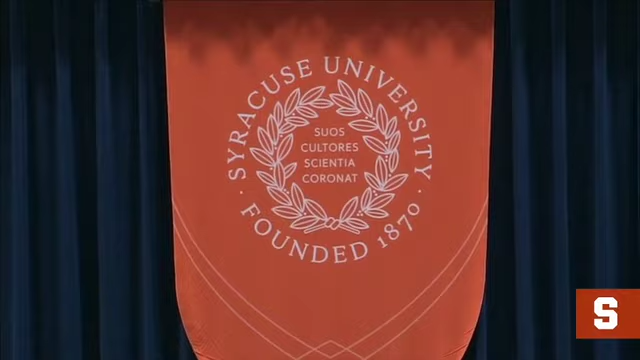 SYRACUSE UNIVERSITY
SUOS
CULTORES
SCIENTIA
CORONAT
· FOUNDED 1870 ·
S